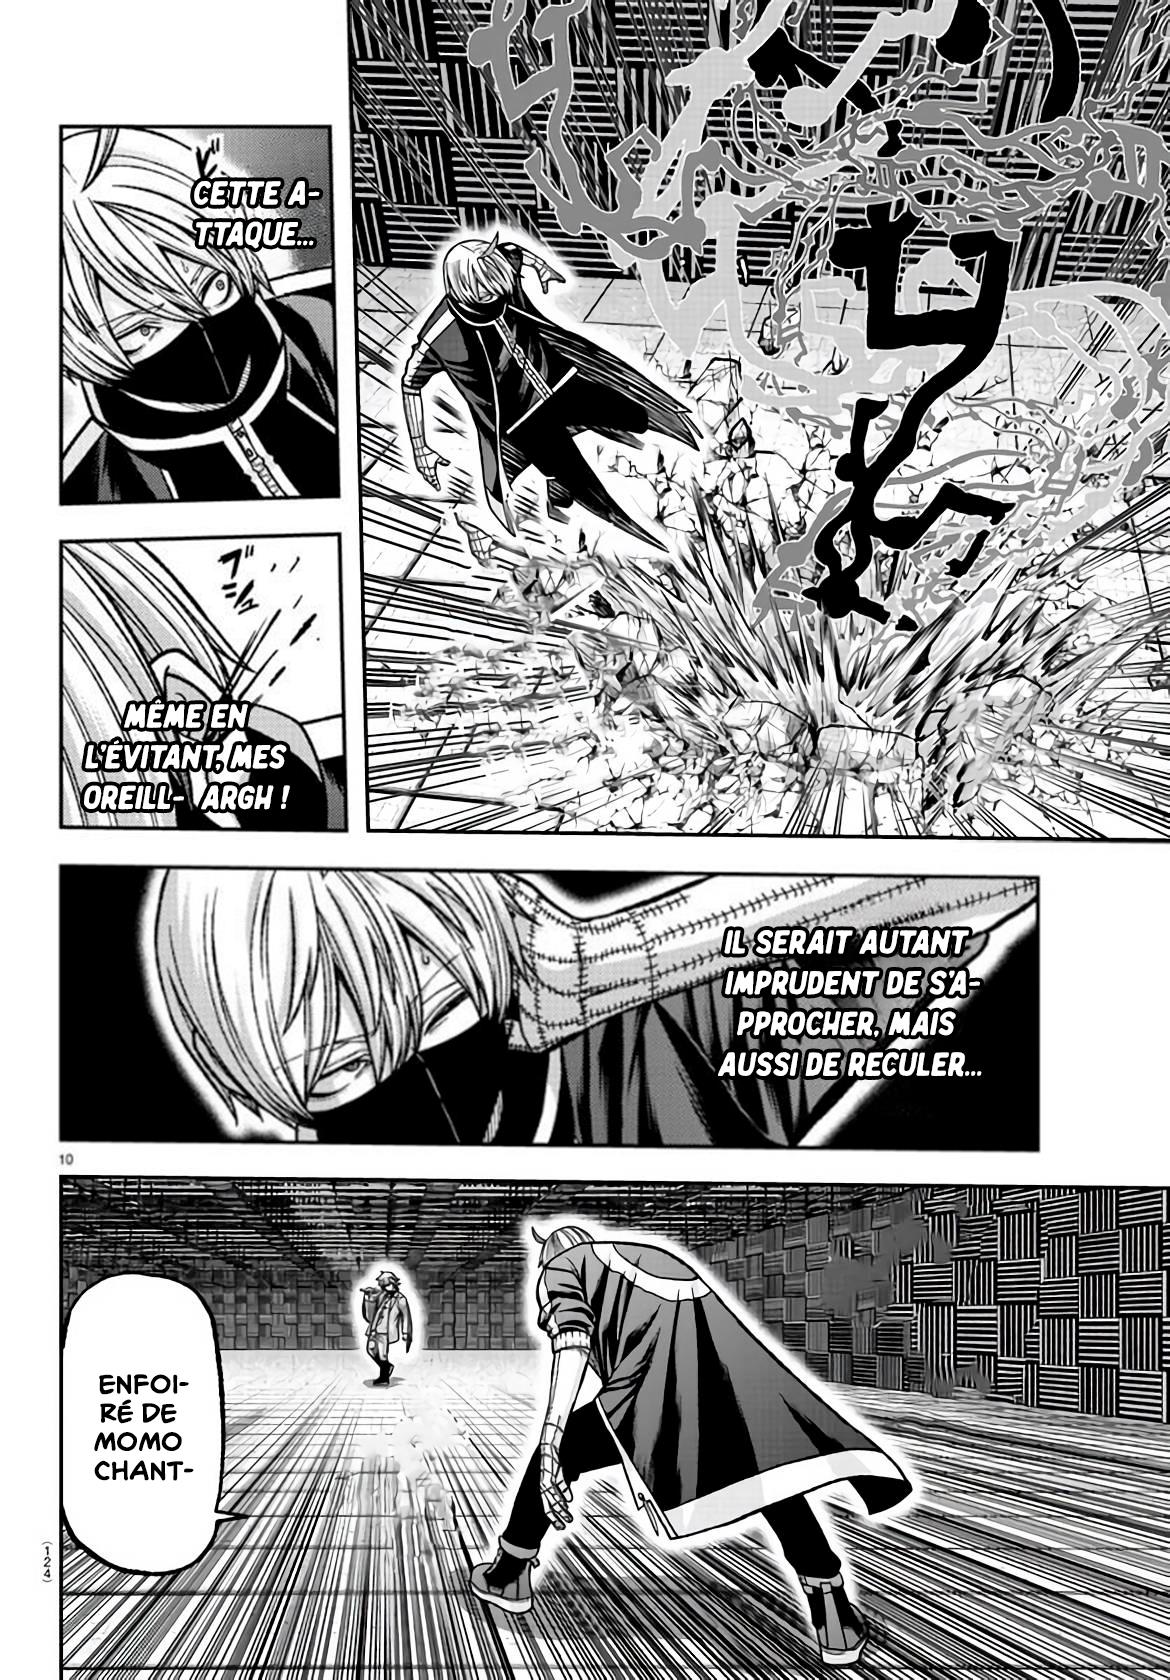 CETTE A-
TTAQUE...
MÊME EN
L'ÉVITANT, MES
OREILL- ARGH !
IL SERAIT AUTANT
IMPRUDENT DE S'A-
PPROCHER, MAIS
AUSSI DE RECULER...
10
ENFOI-
RÉ DE
MOMO
CHANT-
(124)